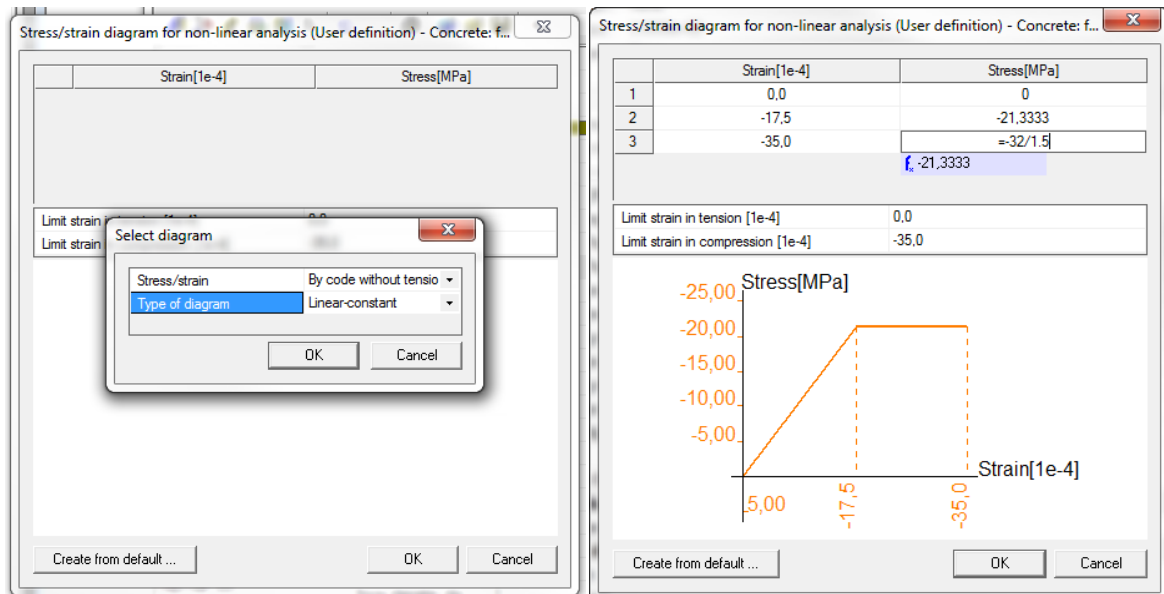 Stress/strain diagram for non-linear analysis (User definition) - Concrete: f...
Strain[1e-4] Stress[MPa]
Limit strain
Limit strain
Select diagram
Stress/strain By code without tensio
Type of diagram Linear-constant
OK Cancel
Create from default ... OK Cancel
Stress/strain diagram for non-linear analysis (User definition) - Concrete: f...
Strain[1e-4] Stress[MPa]
1 0,0 0
2 -17,5 -21,3333
3 -35,0 =-32/1.5
fx -21,3333
Limit strain in tension [1e-4] 0,0
Limit strain in compression [1e-4] -35,0
Stress[MPa]
-25,00
-20,00
-15,00
-10,00
-5,00
Strain[1e-4]
5,00 -17,5 -35,0
Create from default ... OK Cancel